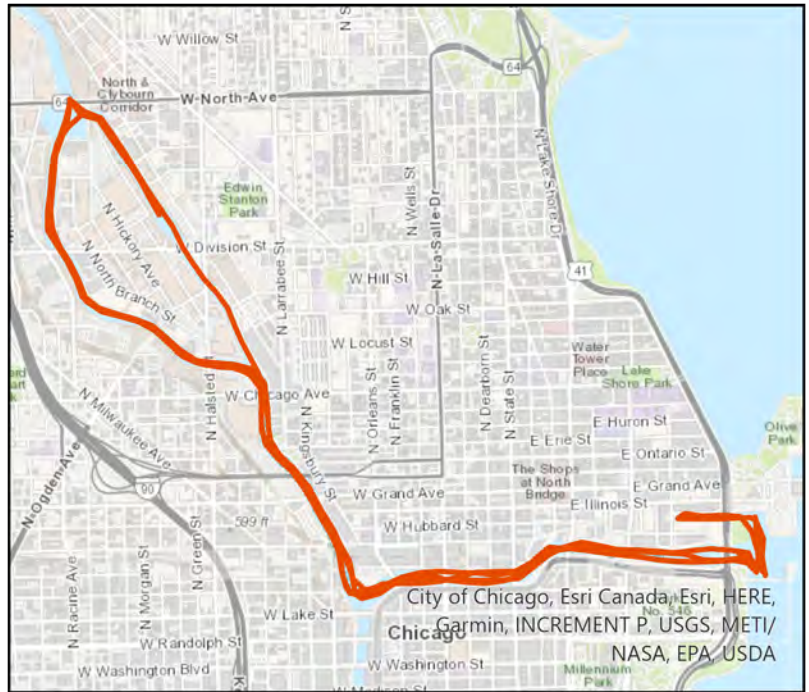 N S
W Willow St
64
North &
Clybourn
Corridor
64
W-North-Ave
N Lake Shore Dr
Edwin
Stanton
Park
N Wells St
N-La-Salle-Dr
N Hickory Ave
W Division St
N Larrabee St
W Hill St
41
N North Branch St
W Oak St
W Locust St
Water
Tower
Place
Lake
Shore Park
N Orleans St
N Franklin St
N Dearborn St
N State St
N Halsted
W Chicago Ave
N Kingsbury St
N Milwaukee Ave
E Huron St
Olive
Park
E Erie St
E Ontario St
N-Ogden-Ave
90
W Grand Ave
The Shops
at North
Bridge
E Grand Ave
E Illinois St
599 ft
W Hubbard St
N Racine Ave
N Morgan St
N Green St
W Lake St
No. 546
W Randolph St
Chicago
W Washington Blvd
W Washington St
Millennium
Park
W Madison St
City of Chicago, Esri Canada, Esri, HERE,
Garmin, INCREMENT P, USGS, METI/
NASA, EPA, USDA